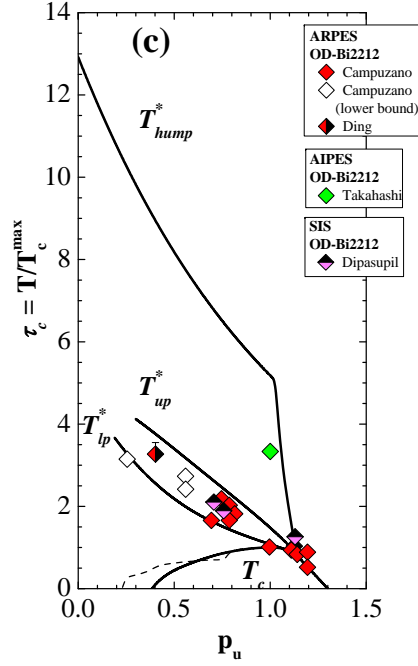 (c)
ARPES
OD-Bi2212
Campuzano
Campuzano
(lower bound)
Ding
AIPES
OD-Bi2212
Takahashi
SIS
OD-Bi2212
Dipasupil
T*hump
T*up
T*lp
Tc
τc = T/Tcmax
14
12
10
8
6
4
2
0
0.0 0.5 1.0 1.5
pu